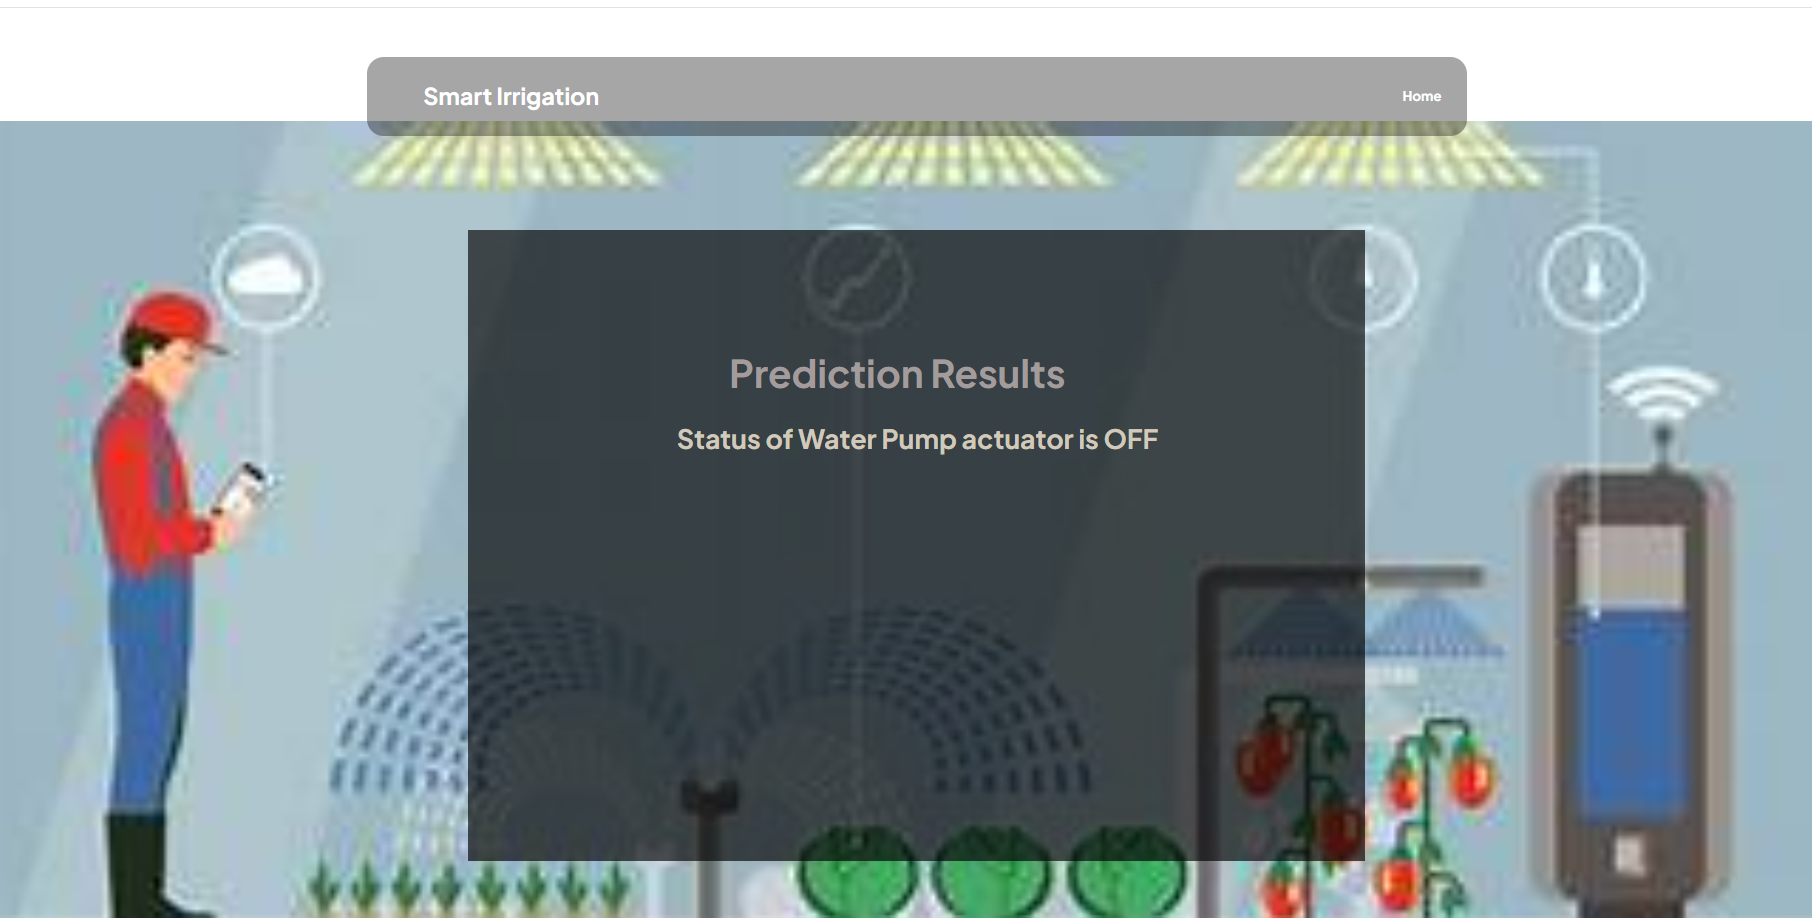 Smart Irrigation
Home
Prediction Results
Status of Water Pump actuator is OFF